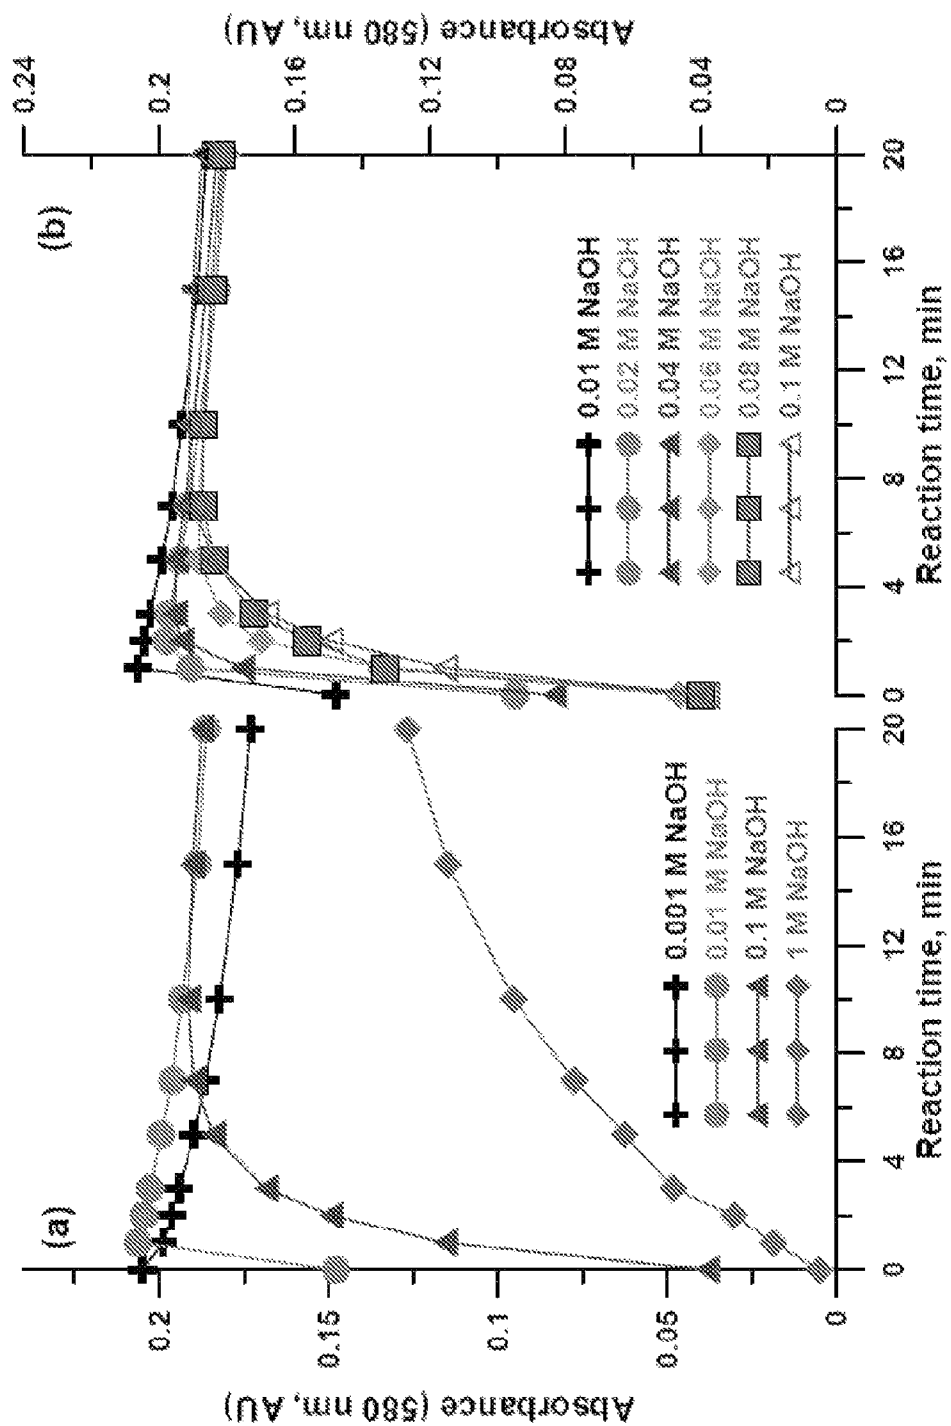 (a)
Absorbance (580 nm, AU)
0.2
0.15
0.1
0.05
0
0 4 8 12 16 20
Reaction time, min
0.001 M NaOH
0.01 M NaOH
0.1 M NaOH
1 M NaOH
(b)
0.01 M NaOH
0.02 M NaOH
0.04 M NaOH
0.06 M NaOH
0.08 M NaOH
0.1 M NaOH
0 4 8 12 16 20
Reaction time, min
0.24
0.2
0.16
0.12
0.08
0.04
0
Absorbance (580 nm, AU)